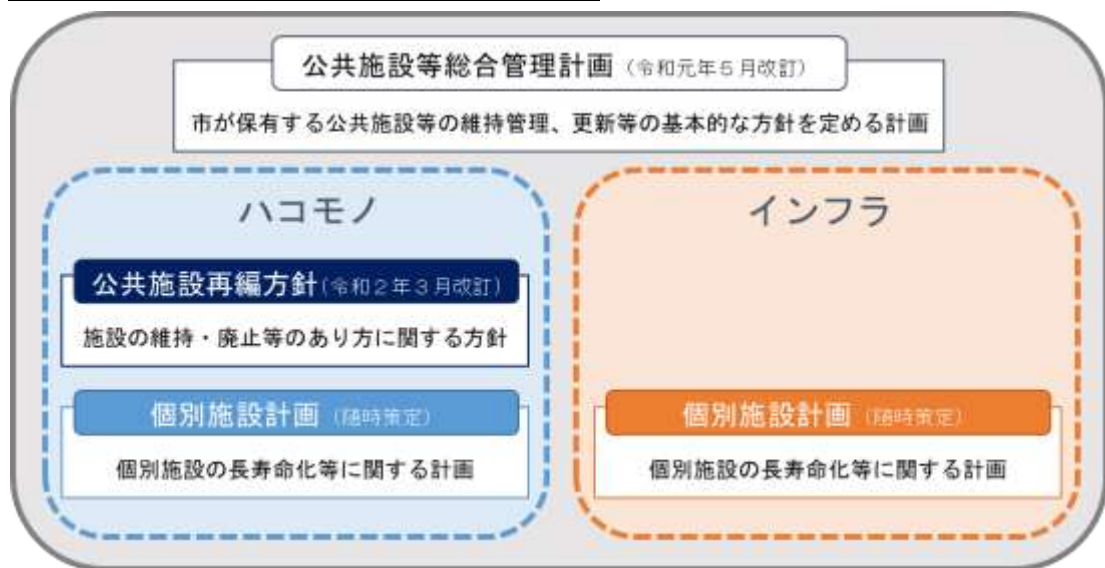 公共施設等総合管理計画（令和元年５月改訂）
市が保有する公共施設等の維持管理、更新等の基本的な方針を定める計画
ハコモノ
公共施設再編方針（令和２年３月改訂）
施設の維持・廃止等のあり方に関する方針
個別施設計画（随時策定）
個別施設の長寿命化等に関する計画
インフラ
個別施設計画（随時策定）
個別施設の長寿命化等に関する計画